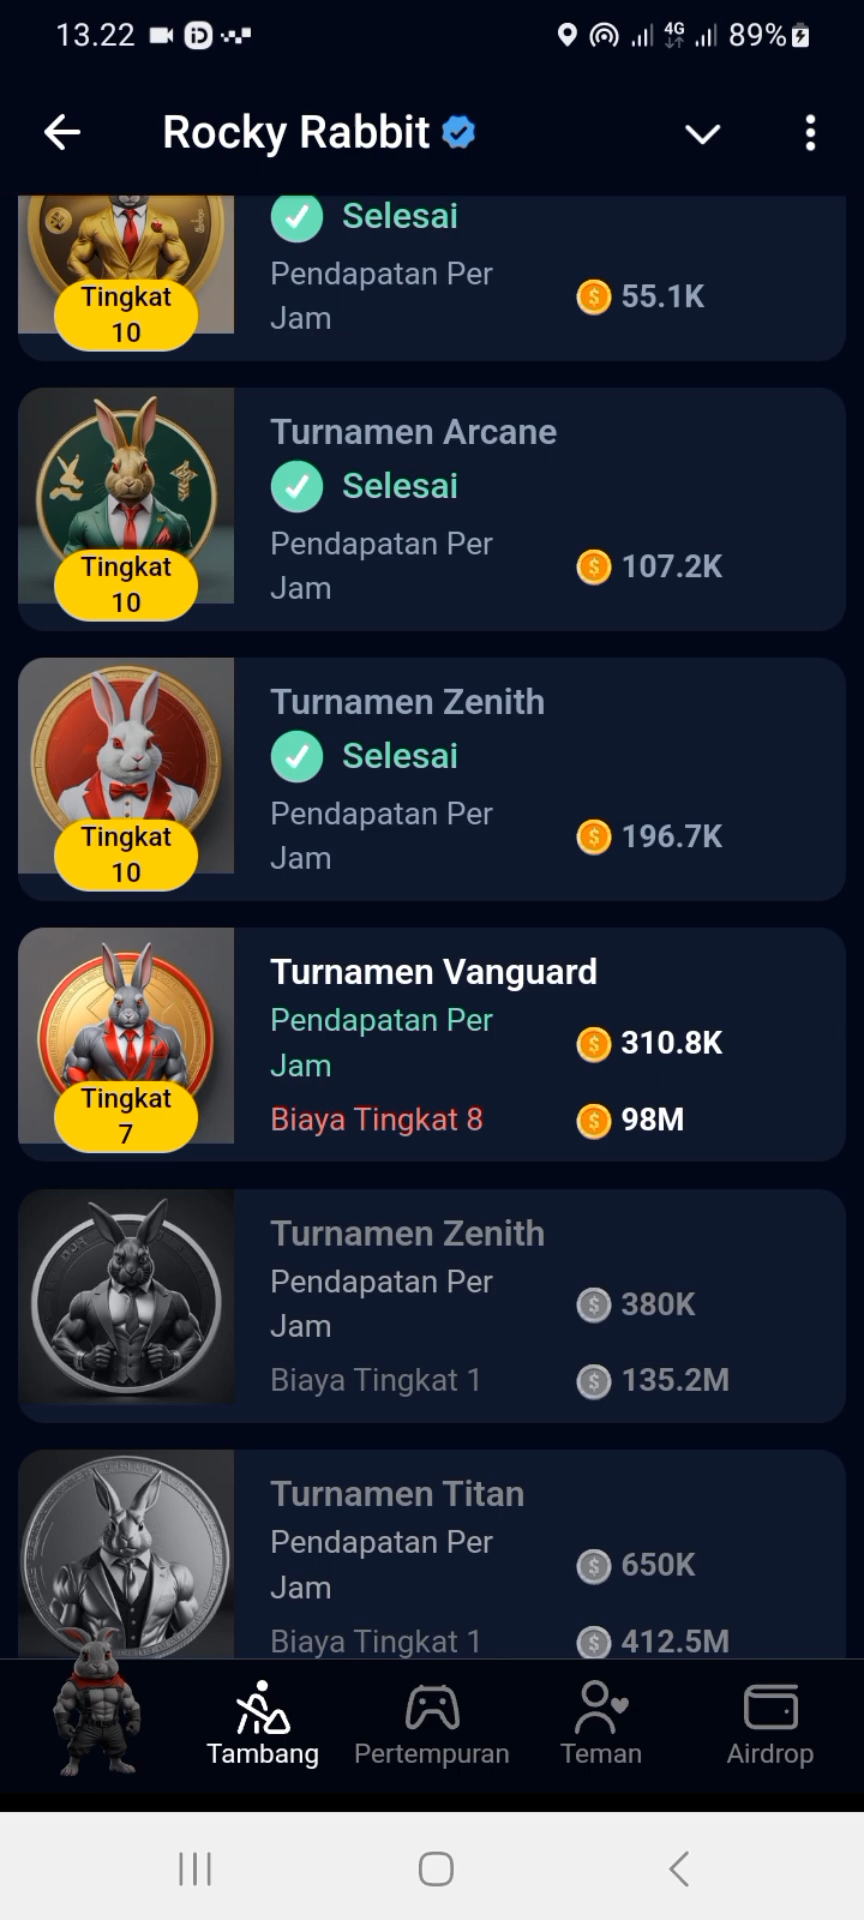 13.22
4G
89%
Rocky Rabbit
Selesai
Pendapatan Per
Jam
55.1K
Tingkat
10
Turnamen Arcane
Selesai
Pendapatan Per
Jam
107.2K
Tingkat
10
Turnamen Zenith
Selesai
Pendapatan Per
Jam
196.7K
Tingkat
10
Turnamen Vanguard
Pendapatan Per
Jam
310.8K
Biaya Tingkat 8
98M
Tingkat
7
Turnamen Zenith
Pendapatan Per
Jam
380K
Biaya Tingkat 1
135.2M
Turnamen Titan
Pendapatan Per
Jam
650K
Biaya Tingkat 1
412.5M
Tambang
Pertempuran
Teman
Airdrop